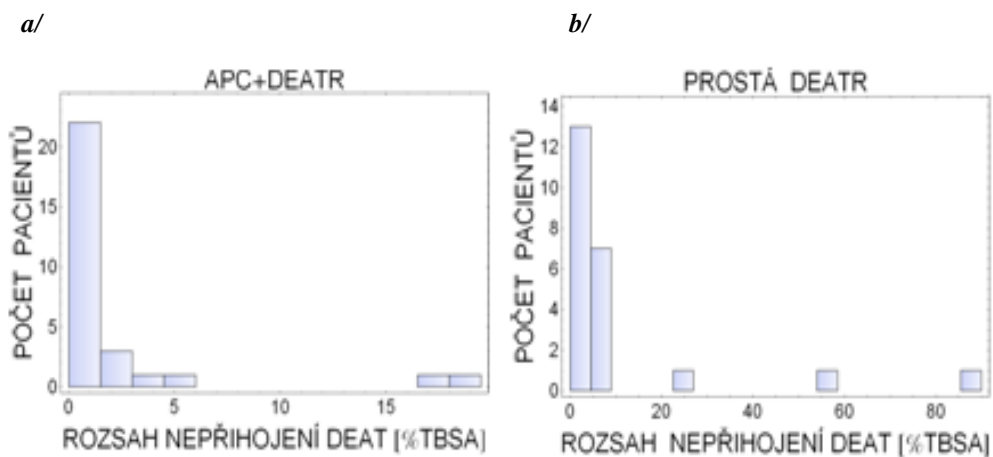 a/
b/
APC+DEATR
POČET PACIENTŮ
20
15
10
5
0
0 5 10 15
ROZSAH NEPŘIHOJENÍ DEAT [%TBSA]
PROSTÁ DEATR
POČET PACIENTŮ
14
12
10
8
6
4
2
0
0 20 40 60 80
ROZSAH NEPŘIHOJENÍ DEAT [%TBSA]